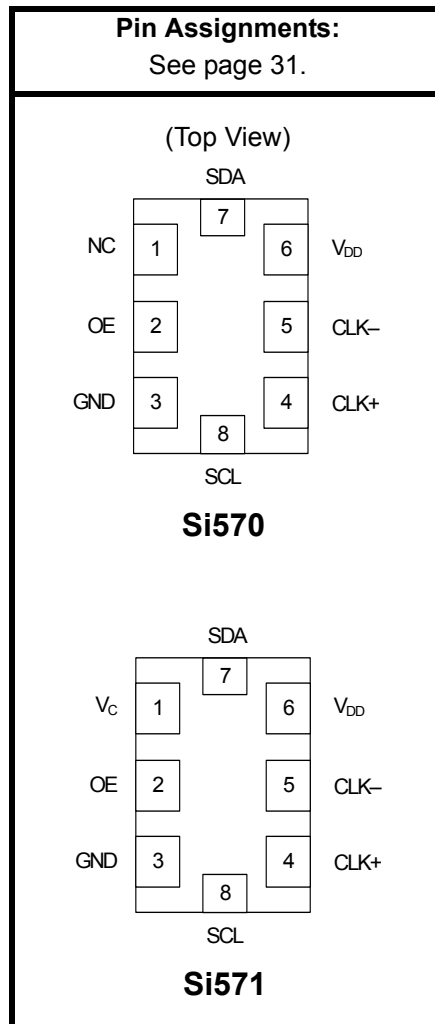 Pin Assignments:
See page 31.
(Top View)
SDA
7
NC 1 6 VDD
OE 2 5 CLK–
GND 3 4 CLK+
8
SCL
Si570
SDA
7
VC 1 6 VDD
OE 2 5 CLK–
GND 3 4 CLK+
8
SCL
Si571